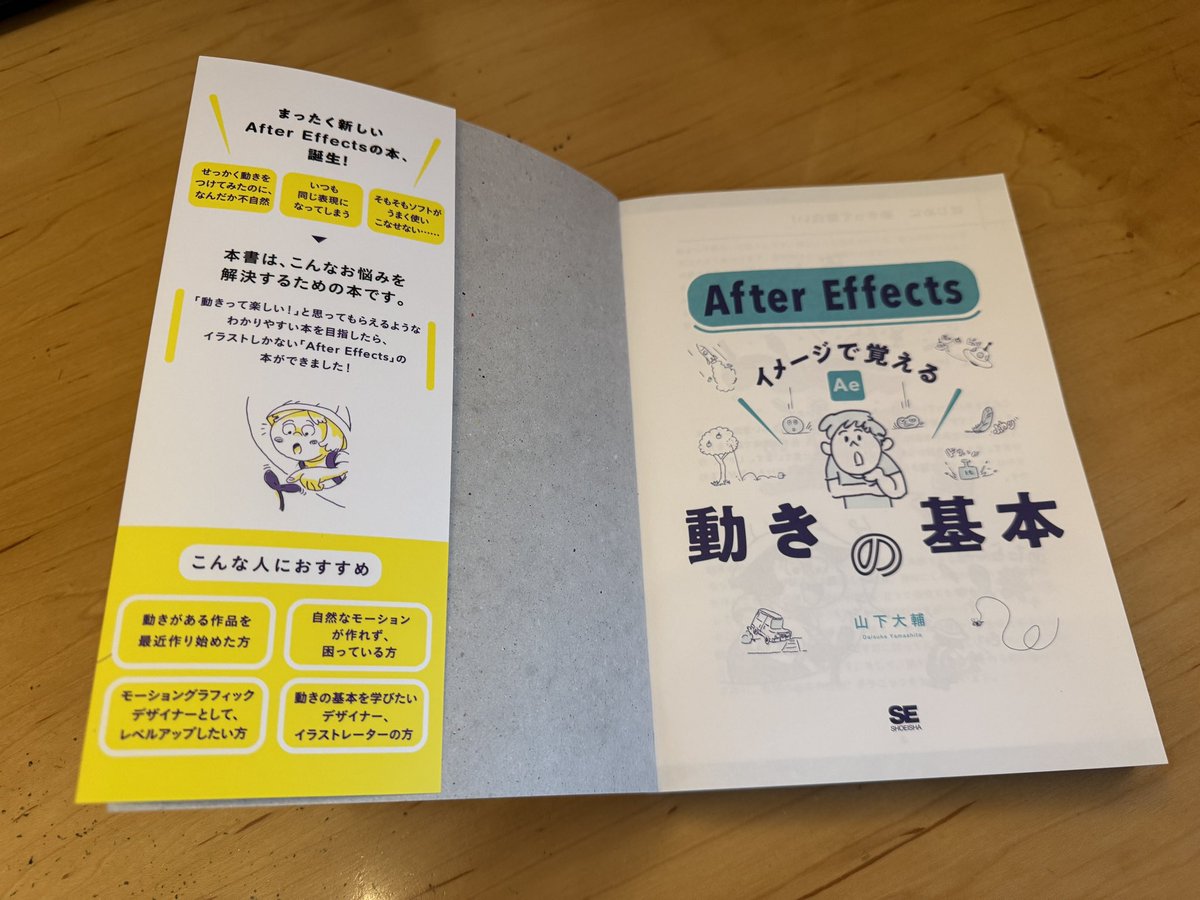 まったく新しい
After Effectsの本、
誕生！
せっかく動きを
つけてみたのに、
なんだか不自然
いつも
同じ表現に
なってしまう
そもそもソフトが
うまく使い
こなせない……
本書は、こんなお悩みを
解決するための本です。
「動きって楽しい！」と思ってもらえるような
わかりやすい本を目指したら、
イラストしかない「After Effects」の
本ができました！
こんな人におすすめ
動きがある作品を
最近作り始めた方
自然なモーション
が作れず、
困っている方
モーショングラフィック
デザイナーとして、
レベルアップしたい方
動きの基本を学びたい
デザイナー、
イラストレーターの方
After Effects
イメージで覚える
Ae
動きの基本
山下大輔
Daisuke Yamashita
SE
SHOEISHA